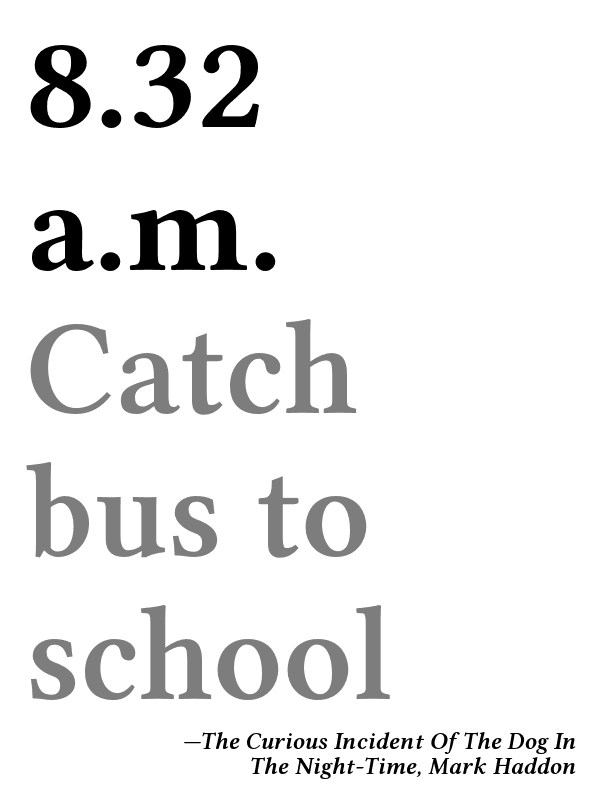 8.32
a.m.
Catch
bus to
school
—The Curious Incident Of The Dog In
The Night-Time, Mark Haddon